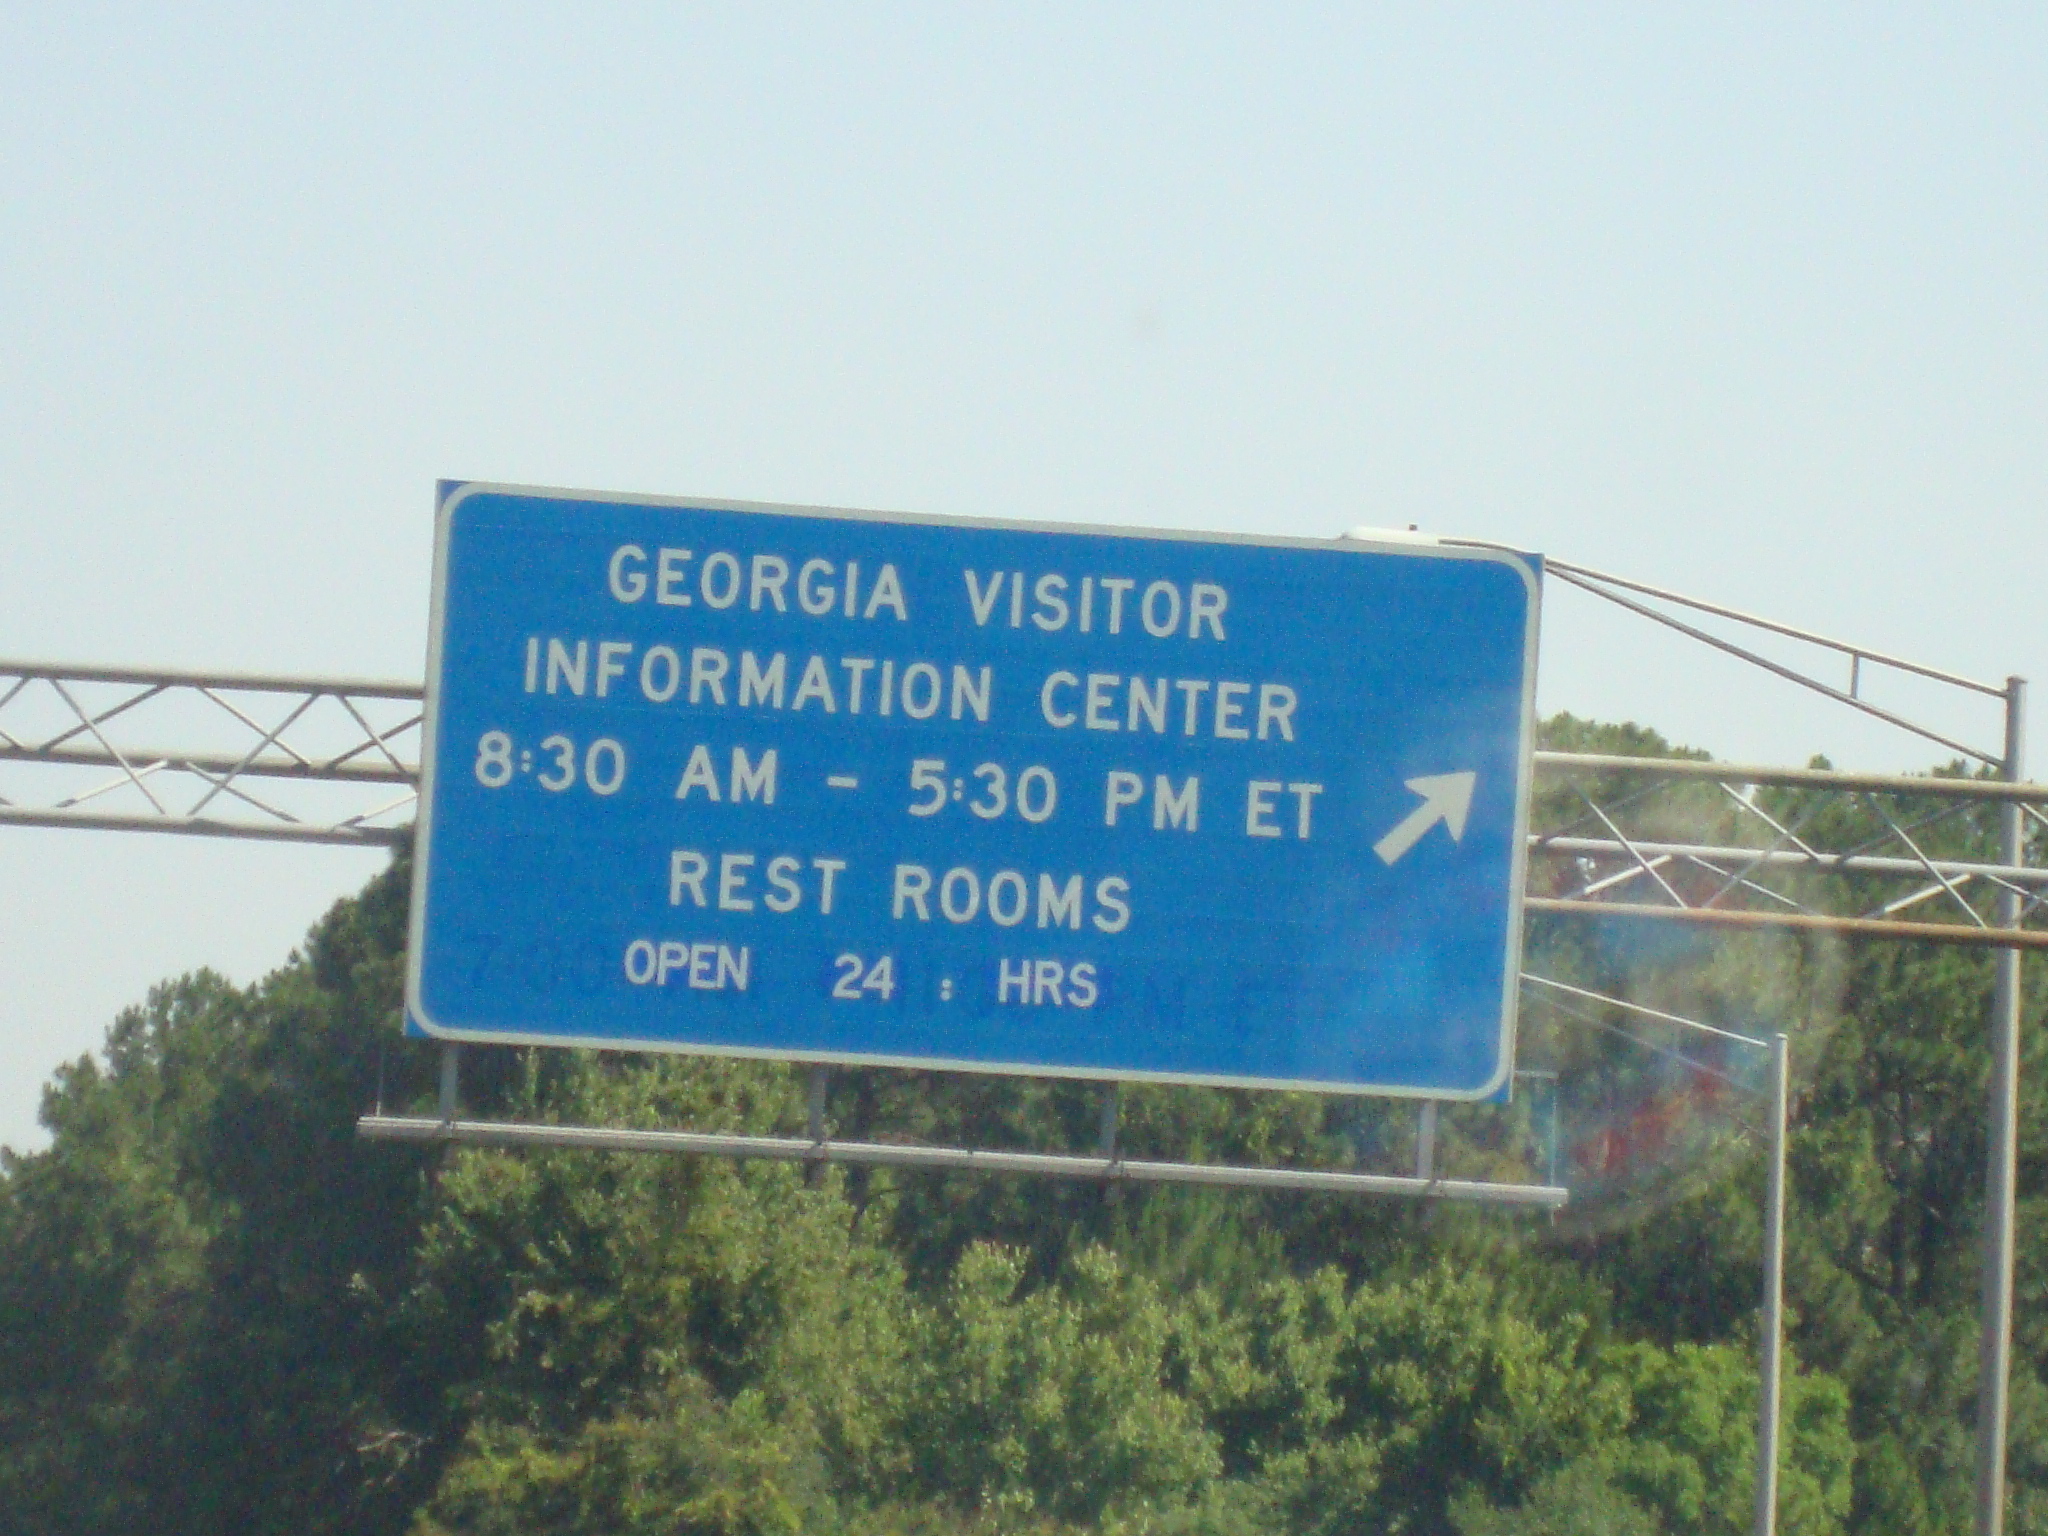 GEORGIA VISITOR
INFORMATION CENTER
8:30 AM - 5:30 PM ET
REST ROOMS
OPEN 24 : HRS